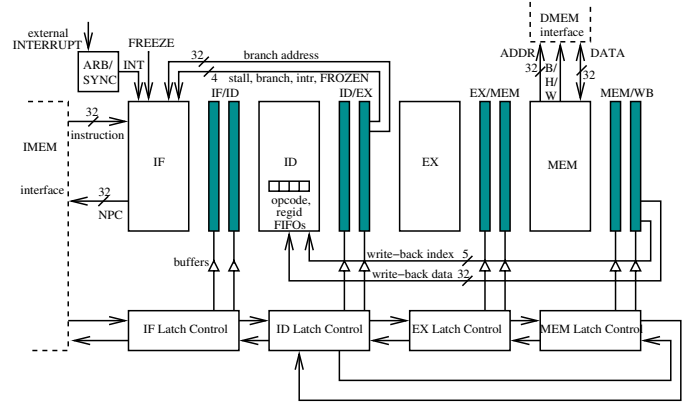 external
INTERRUPT
FREEZE
ARB/
SYNC
INT
32
branch address
4
stall, branch, intr, FROZEN
DMEM
interface
ADDR
32
B/
H/
W
32
DATA
IF/ID
ID/EX
EX/MEM
MEM/WB
IMEM
interface
32
instruction
32
NPC
IF
ID
opcode,
regid
FIFOs
EX
MEM
buffers
write-back index
5
write-back data
32
IF Latch Control
ID Latch Control
EX Latch Control
MEM Latch Control